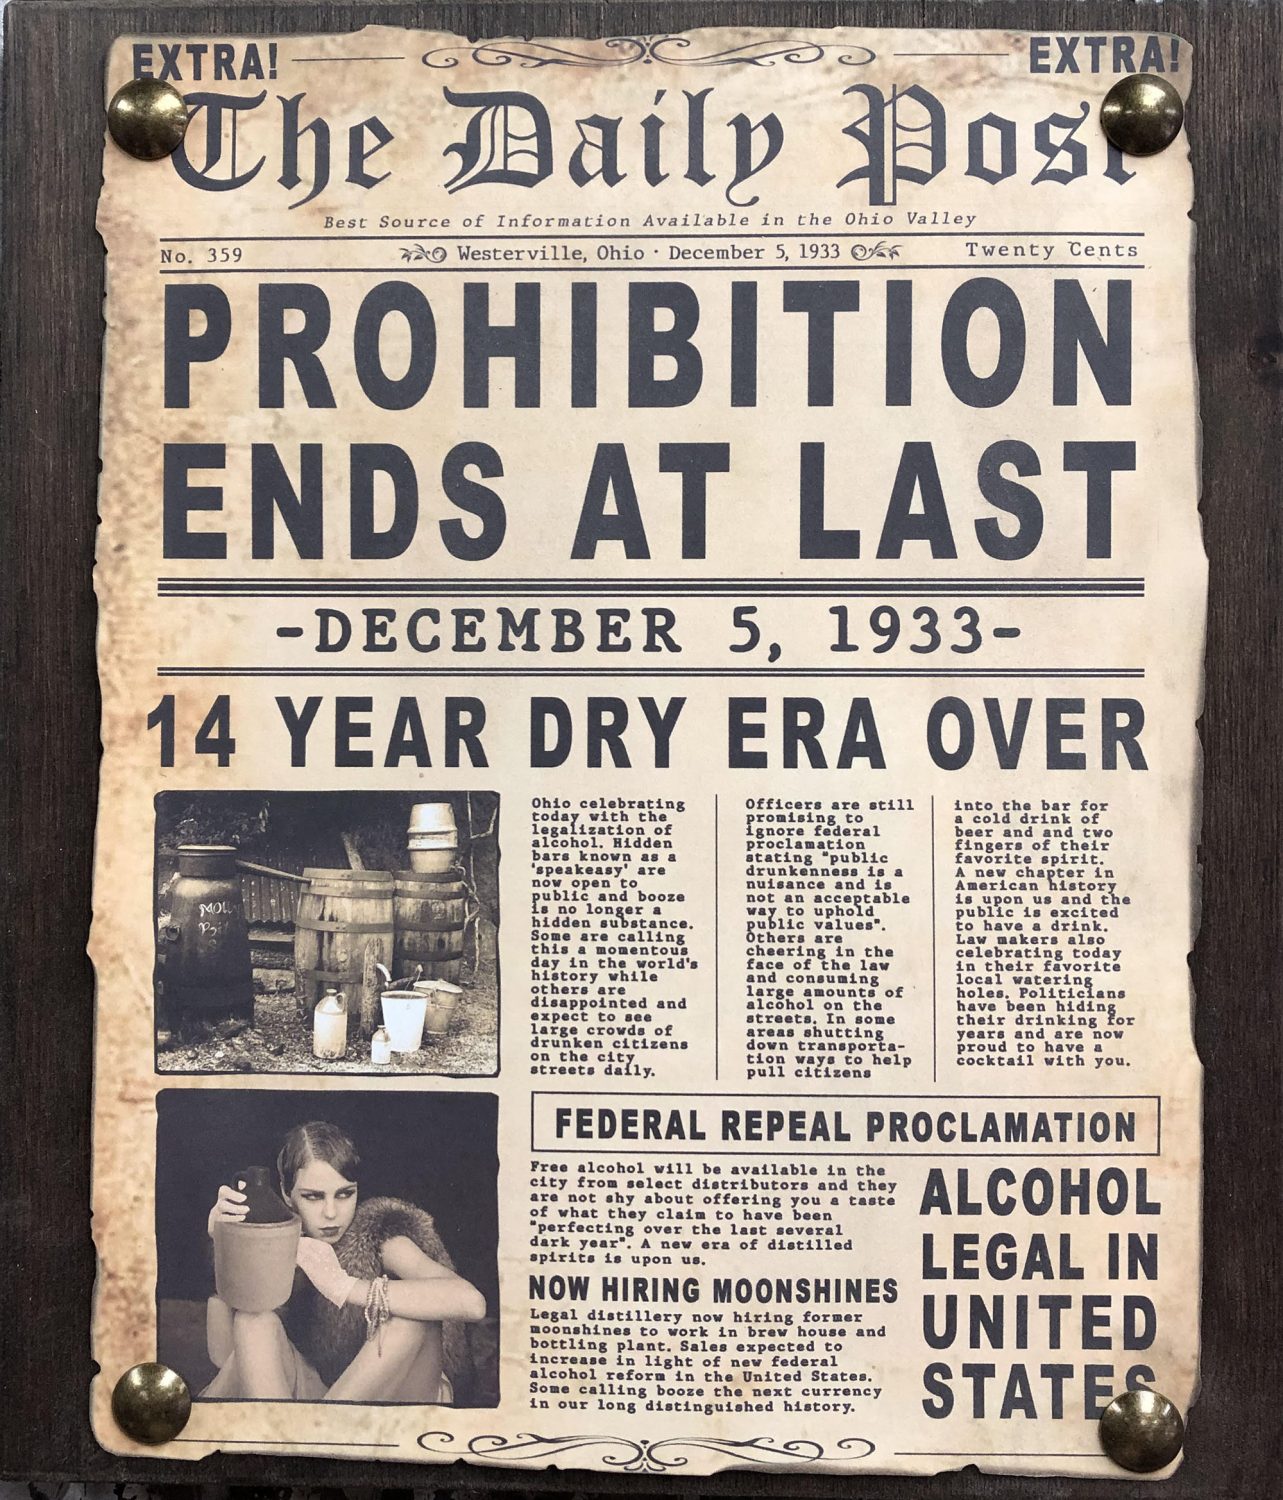 EXTRA! EXTRA!
The Daily Post
Best Source of Information Available in the Ohio Valley
No. 359 Westerville, Ohio · December 5, 1933 Twenty Cents
PROHIBITION
ENDS AT LAST
-DECEMBER 5, 1933-
14 YEAR DRY ERA OVER
Ohio celebrating
today with the
legalization of
alcohol. Hidden
bars known as a
'speakeasy' are
now open to
public and booze
is no longer a
hidden substance.
Some are calling
this a momentous
day in the world's
history while
others are
disappointed and
expect to see
large crowds of
drunken citizens
on the city
streets daily.
Officers are still
promising to
ignore federal
proclamation
stating "public
drunkenness is a
nuisance and is
not an acceptable
way to uphold
public values".
Others are
cheering in the
face of the law
and consuming
large amounts of
alcohol on the
streets. In some
areas shutting
down transporta-
tion ways to help
pull citizens
into the bar for
a cold drink of
beer and and two
fingers of their
favorite spirit.
A new chapter in
American history
is upon us and the
public is excited
to have a drink.
Law makers also
celebrating today
in their favorite
local watering
holes. Politicians
have been hiding
their drinking for
years and are now
proud to have a
cocktail with you.
FEDERAL REPEAL PROCLAMATION
Free alcohol will be available in the
city from select distributors and they
are not shy about offering you a taste
of what they claim to have been
"perfecting over the last several
dark year". A new era of distilled
spirits is upon us.
NOW HIRING MOONSHINES
Legal distillery now hiring former
moonshines to work in brew house and
bottling plant. Sales expected to
increase in light of new federal
alcohol reform in the United States.
Some calling booze the next currency
in our long distinguished history.
ALCOHOL
LEGAL IN
UNITED
STATES